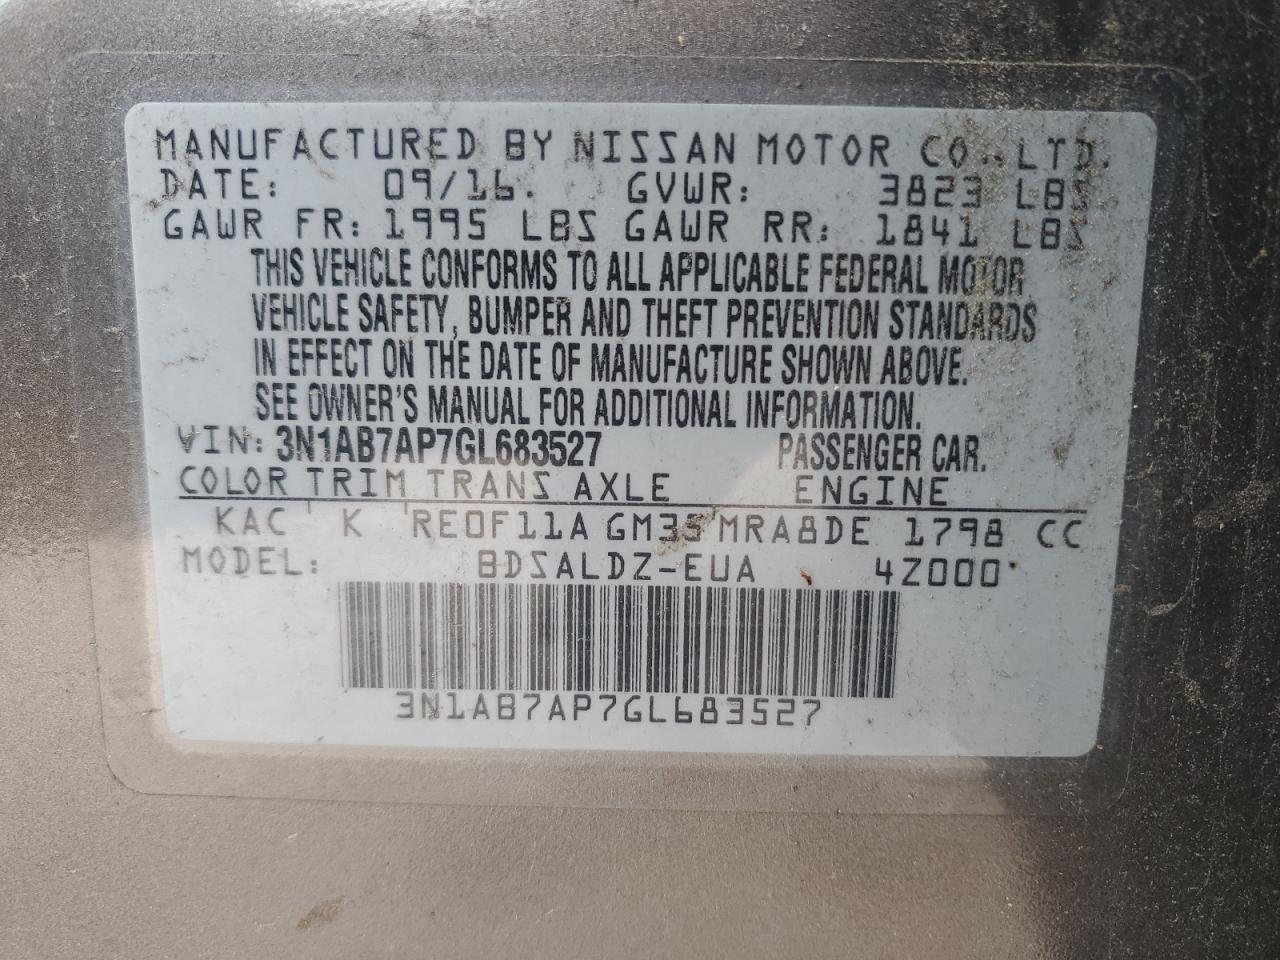 MANUFACTURED BY NISSAN MOTOR CO., LTD.
DATE: 09/16. GVWR: 3823 LBS
GAWR FR: 1995 LBS GAWR RR: 1841 LBS
THIS VEHICLE CONFORMS TO ALL APPLICABLE FEDERAL MOTOR
VEHICLE SAFETY, BUMPER AND THEFT PREVENTION STANDARDS
IN EFFECT ON THE DATE OF MANUFACTURE SHOWN ABOVE.
SEE OWNER'S MANUAL FOR ADDITIONAL INFORMATION.
VIN: 3N1AB7AP7GL683527 PASSENGER CAR.
COLOR TRIM TRANS AXLE ENGINE
KAC K RE0F11A GM35 MRA8DE 1798 CC
MODEL: BDSALDZ-EUA 4Z000
3N1AB7AP7GL683527